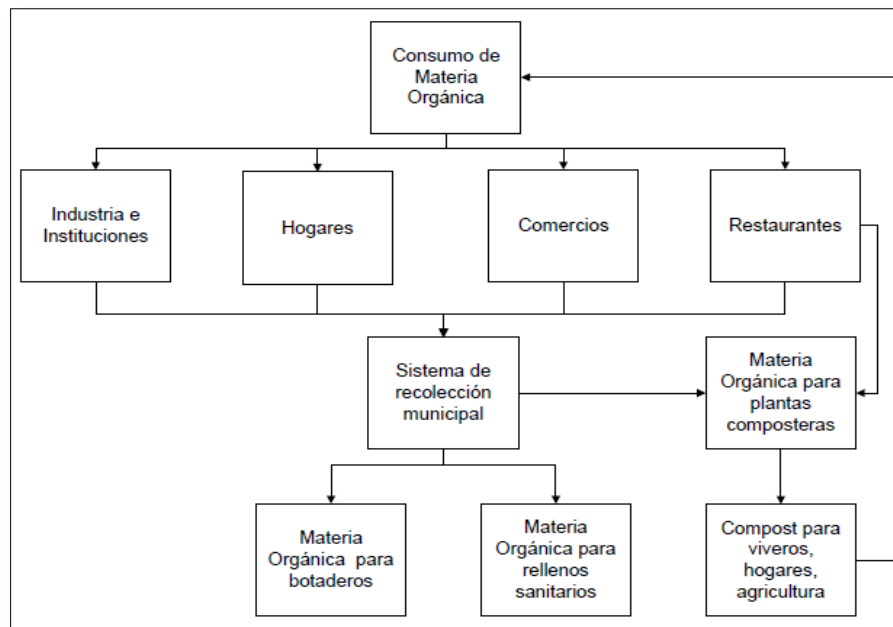 Consumo de
Materia
Orgánica
Industria e
Instituciones
Hogares
Comercios
Restaurantes
Sistema de
recolección
municipal
Materia
Orgánica para
plantas
composteras
Materia
Orgánica para
botaderos
Materia
Orgánica para
rellenos
sanitarios
Compost para
viveros,
hogares,
agricultura